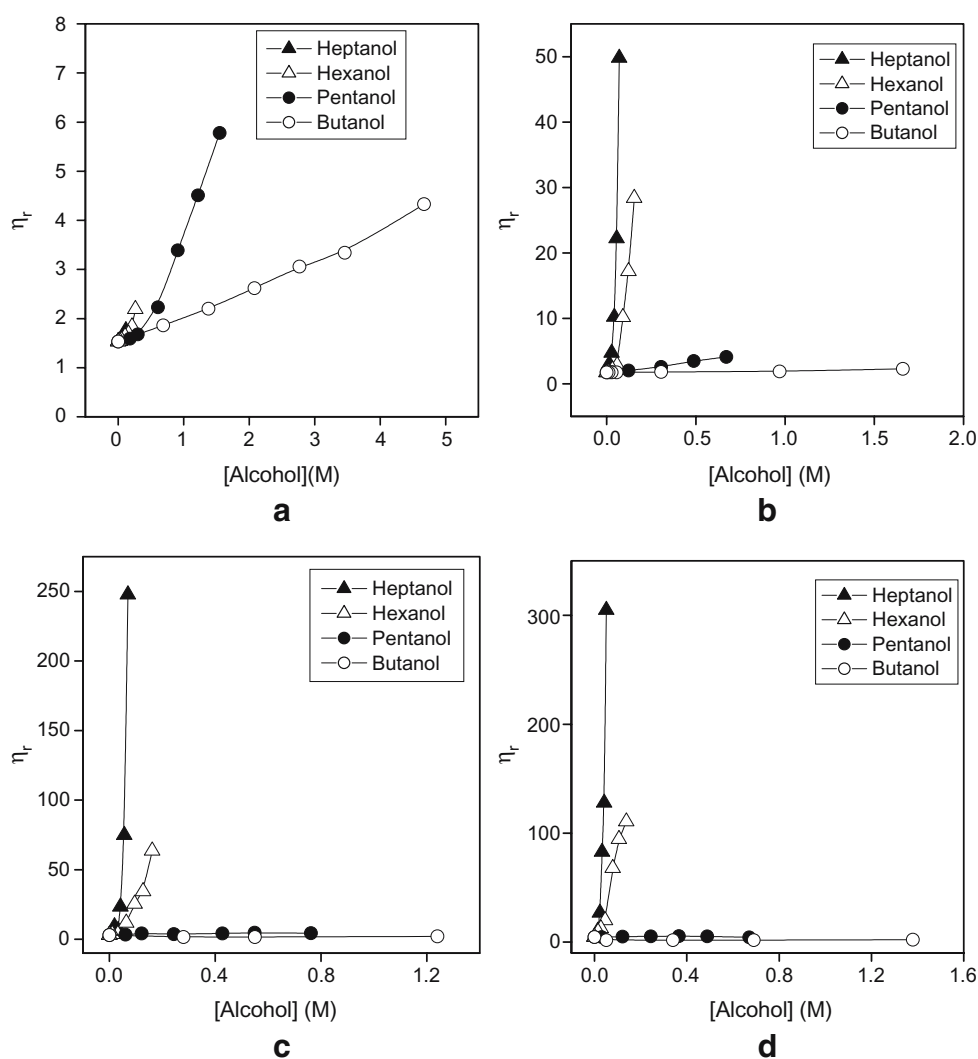 8
7
6
5
4
3
2
1
0
ηr
Heptanol
Hexanol
Pentanol
Butanol
0 1 2 3 4 5
[Alcohol](M)
a
50
40
30
20
10
0
ηr
Heptanol
Hexanol
Pentanol
Butanol
0.0 0.5 1.0 1.5 2.0
[Alcohol] (M)
b
250
200
150
100
50
0
ηr
Heptanol
Hexanol
Pentanol
Butanol
0.0 0.4 0.8 1.2
[Alcohol] (M)
c
300
200
100
0
ηr
Heptanol
Hexanol
Pentanol
Butanol
0.0 0.4 0.8 1.2 1.6
[Alcohol] (M)
d